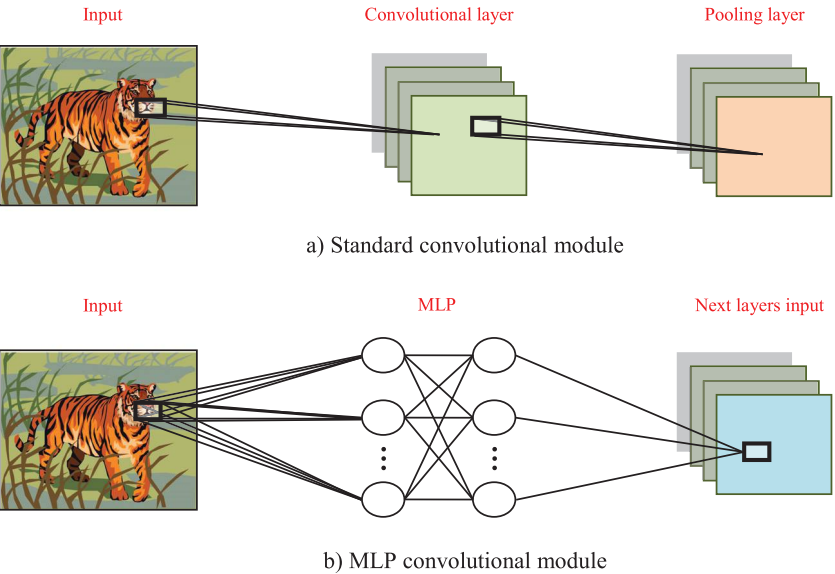 Input
Convolutional layer
Pooling layer
a) Standard convolutional module
Input
MLP
Next layers input
b) MLP convolutional module